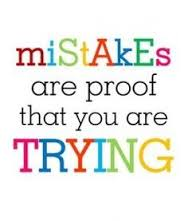 miStAkEs
are proof
that you are
TRYING